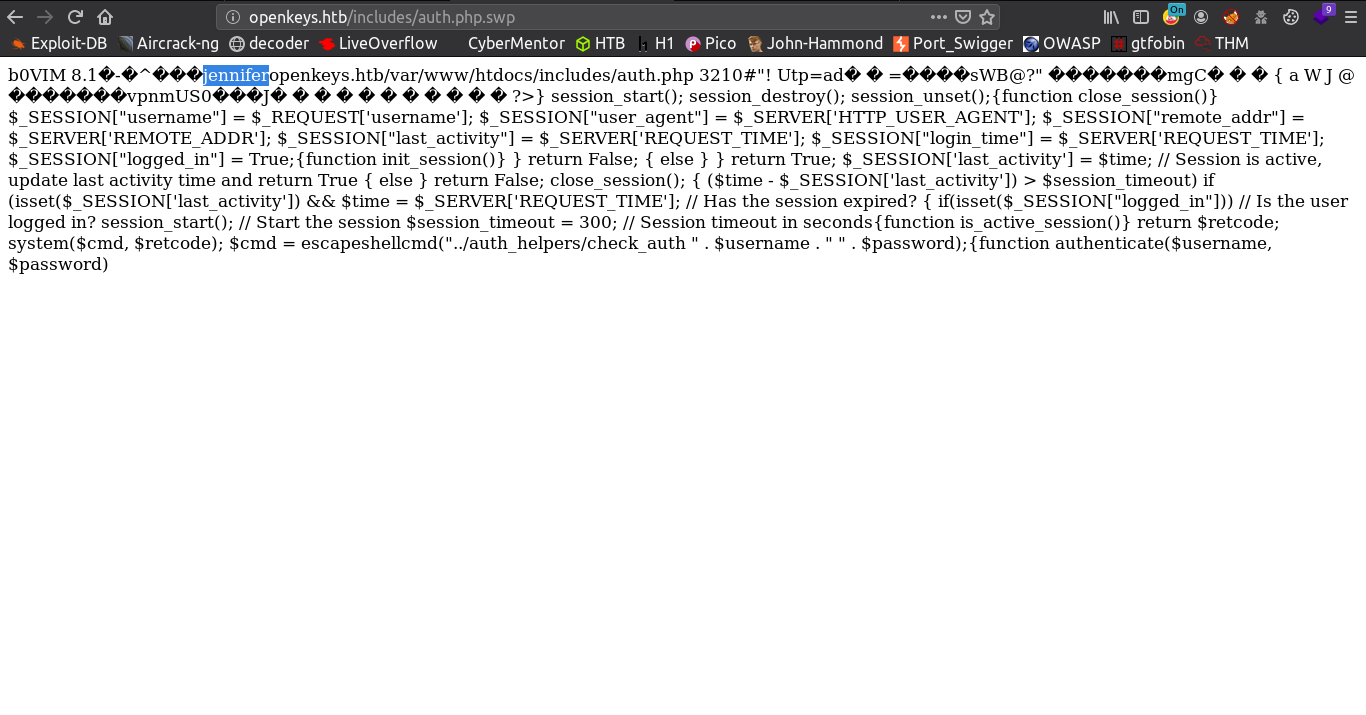 openkeys.htb/includes/auth.php.swp
On
9
Exploit-DB Aircrack-ng decoder LiveOverflow CyberMentor HTB H1 Pico John-Hammond Port_Swigger OWASP gtfobin THM
b0VIM 8.1�-�^���jenniferopenkeys.htb/var/www/htdocs/includes/auth.php 3210#"! Utp=ad� � =����sWB@?" �������mgC� � � { a W J @
�������vpnmUS0���J� � � � � � � � � � � ?>} session_start(); session_destroy(); session_unset();{function close_session()}
$_SESSION["username"] = $_REQUEST['username']; $_SESSION["user_agent"] = $_SERVER['HTTP_USER_AGENT']; $_SESSION["remote_addr"] =
$_SERVER['REMOTE_ADDR']; $_SESSION["last_activity"] = $_SERVER['REQUEST_TIME']; $_SESSION["login_time"] = $_SERVER['REQUEST_TIME'];
$_SESSION["logged_in"] = True;{function init_session()} } return False; { else } } return True; $_SESSION['last_activity'] = $time; // Session is active,
update last activity time and return True { else } return False; close_session(); { ($time - $_SESSION['last_activity']) > $session_timeout) if
(isset($_SESSION['last_activity']) && $time = $_SERVER['REQUEST_TIME']; // Has the session expired? { if(isset($_SESSION["logged_in"])) // Is the user
logged in? session_start(); // Start the session $session_timeout = 300; // Session timeout in seconds{function is_active_session()} return $retcode;
system($cmd, $retcode); $cmd = escapeshellcmd("../auth_helpers/check_auth " . $username . " " . $password);{function authenticate($username,
$password)